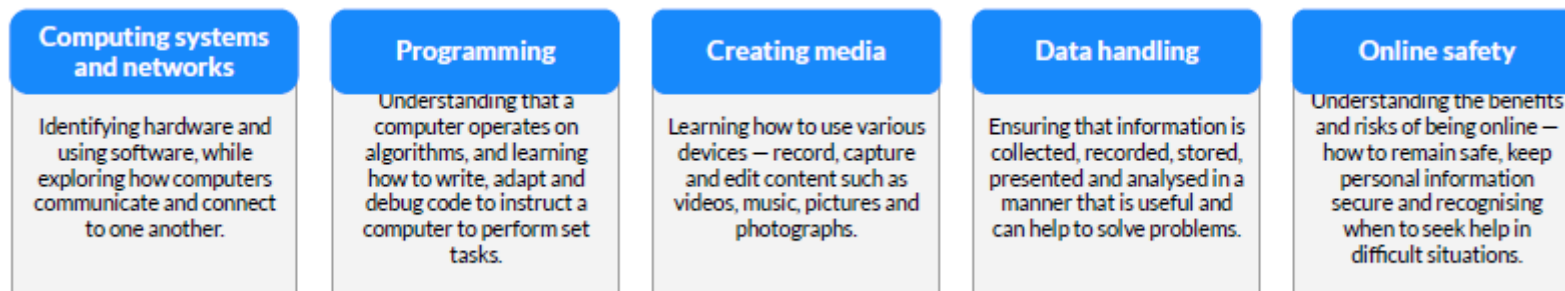 Computing systems
and networks
Identifying hardware and
using software, while
exploring how computers
communicate and connect
to one another.
Programming
Understanding that a
computer operates on
algorithms, and learning
how to write, adapt and
debug code to instruct a
computer to perform set
tasks.
Creating media
Learning how to use various
devices — record, capture
and edit content such as
videos, music, pictures and
photographs.
Data handling
Ensuring that information is
collected, recorded, stored,
presented and analysed in a
manner that is useful and
can help to solve problems.
Online safety
Understanding the benefits
and risks of being online —
how to remain safe, keep
personal information
secure and recognising
when to seek help in
difficult situations.